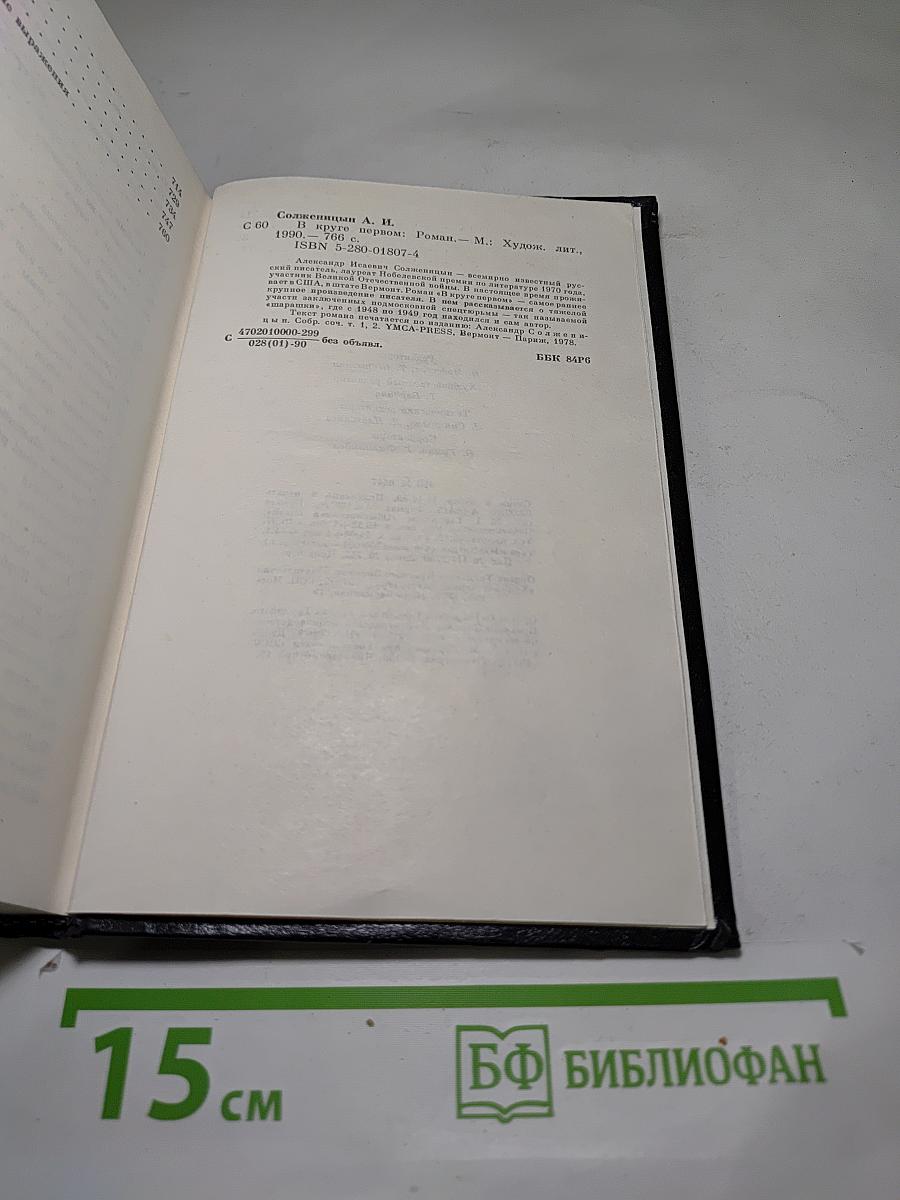 выражения
714
729
734
747
760
Солженицын А. И.
С 60 В круге первом: Роман.— М.: Худож. лит.,
1990.— 766 с.
ISBN 5-280-01807-4
Александр Исаевич Солженицын — всемирно известный рус-
ский писатель, лауреат Нобелевской премии по литературе 1970 года,
участник Великой Отечественной войны. В настоящее время прожи-
вает в США, в штате Вермонт. Роман «В круге первом» — самое раннее
крупное произведение писателя. В нем рассказывается о тяжелой
участи заключенных подмосковной спецтюрьмы — так называемой
«шарашки», где с 1948 по 1949 год находился и сам автор.
Текст романа печатается по изданию: Александр Солжени-
цын. Собр. соч. т. 1, 2. YMCA-PRESS, Вермонт — Париж, 1978.
С 4702010000-299
028(01)-90 без объявл.
ББК 84Р6
15 см
БФ БИБЛИОФАН